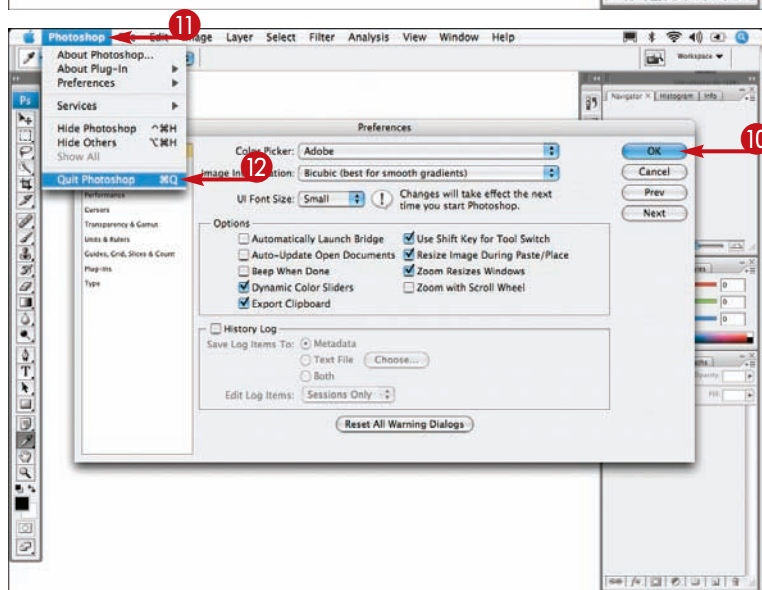 11
Photoshop Edit Image Layer Select Filter Analysis View Window Help
Workspace
About Photoshop...
About Plug-In
Preferences
Services
Hide Photoshop ^⌘H
Hide Others ⌥⌘H
Show All
Quit Photoshop ⌘Q
12
Ps
Navigator × Histogram Info
Preferences
Color Picker: Adobe
Bicubic (best for smooth gradients)
UI Font Size: Small
Changes will take effect the next
time you start Photoshop.
Performance
Cursors
Transparency & Gamut
Units & Rulers
Guides, Grid, Slices & Count
Plug-Ins
Type
Options
Automatically Launch Bridge
Auto-Update Open Documents
Beep When Done
Dynamic Color Sliders
Export Clipboard
Use Shift Key for Tool Switch
Resize Image During Paste/Place
Zoom Resizes Windows
Zoom with Scroll Wheel
History Log
Save Log Items To: Metadata
Text File Choose...
Both
Edit Log Items: Sessions Only
Reset All Warning Dialogs
OK
10
Cancel
Prev
Next
0
0
0
Opacity:
Fill: